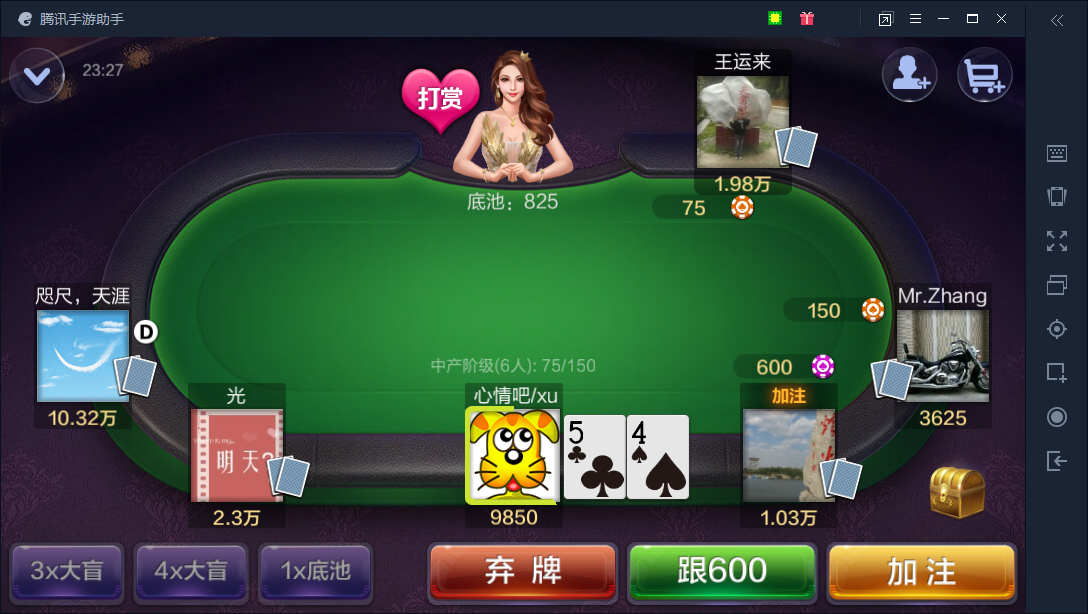 腾讯手游助手
23:27
打赏
王运来
1.98万
底池：825
75
咫尺，天涯
D
10.32万
150
Mr.Zhang
3625
中产阶级(6人): 75/150
600
光
明天?
2.3万
心情吧/xu
5
4
9850
加注
1.03万
3x大盲
4x大盲
1x底池
弃 牌
跟600
加 注